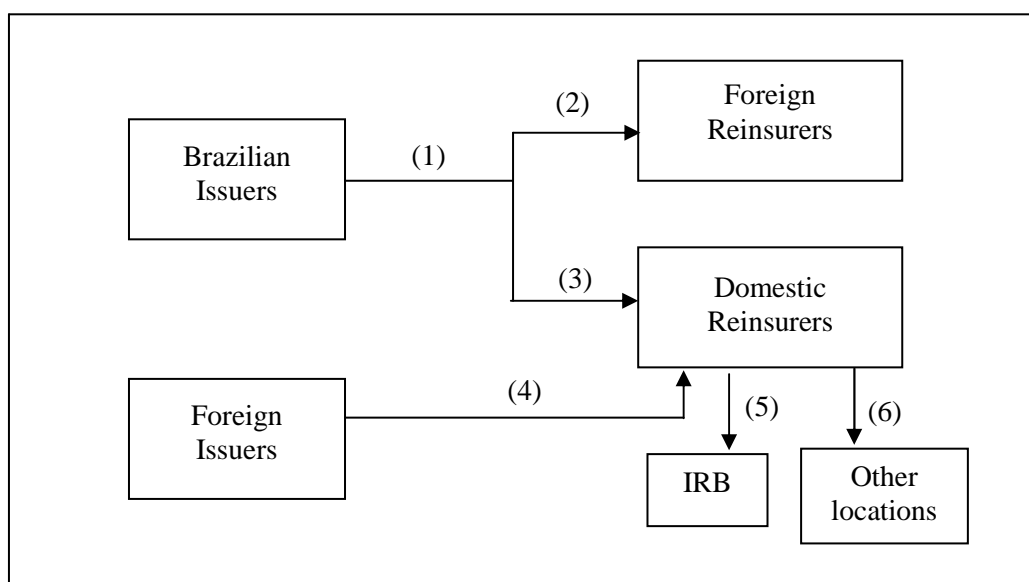 Foreign
Reinsurers
(2)
Brazilian
Issuers
(1)
(3)
Domestic
Reinsurers
Foreign
Issuers
(4)
(5)
(6)
IRB
Other
locations